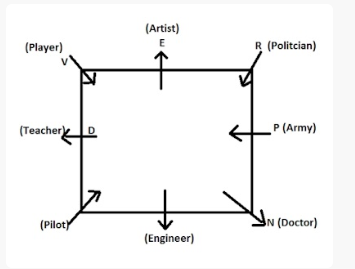 (Artist)
E
(Player)
V
R (Politcian)
(Teacher)
D
P (Army)
(Pilot)
N (Doctor)
(Engineer)